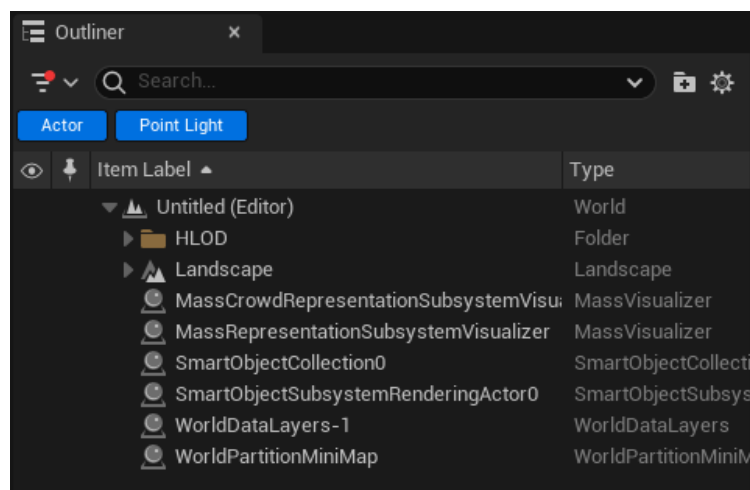 Outliner
Search...
Actor Point Light
Item Label Type
Untitled (Editor) World
HLOD Folder
Landscape Landscape
MassCrowdRepresentationSubsystemVisu MassVisualizer
MassRepresentationSubsystemVisualizer MassVisualizer
SmartObjectCollection0 SmartObjectCollecti
SmartObjectSubsystemRenderingActor0 SmartObjectSubsys
WorldDataLayers-1 WorldDataLayers
WorldPartitionMiniMap WorldPartitionMiniM